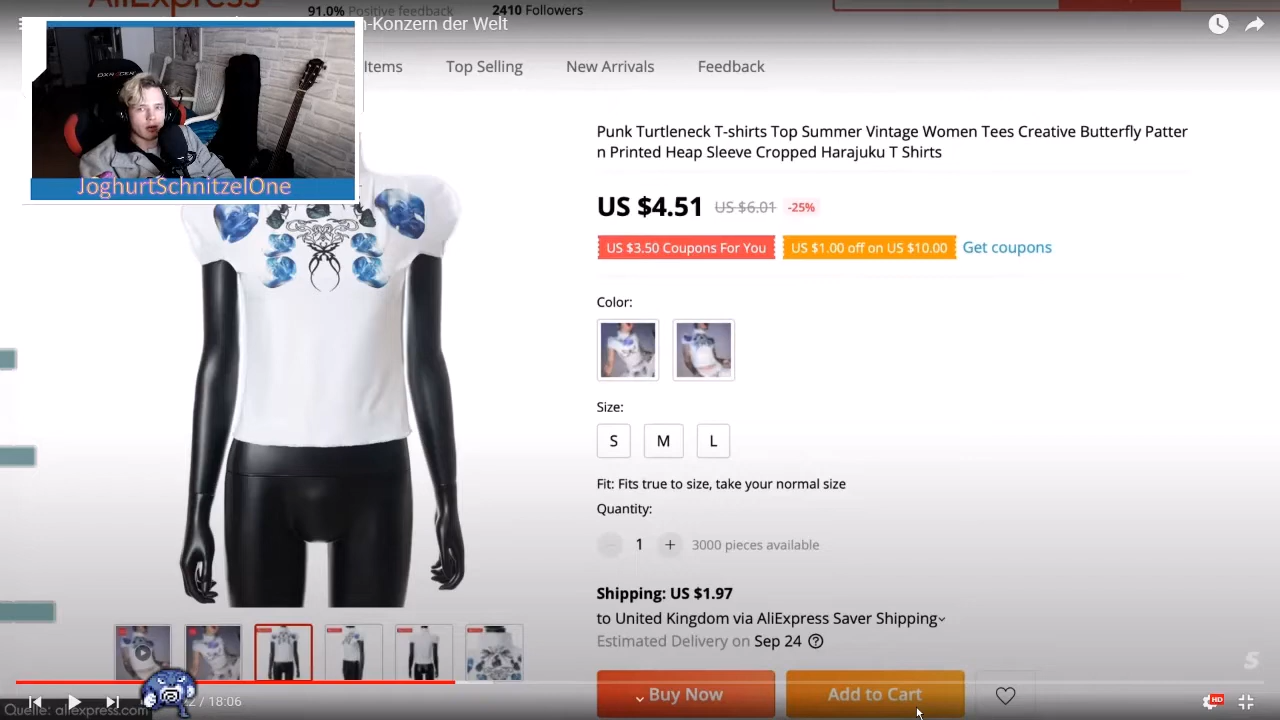 AliExpress
91.0% Positive feedback 2410 Followers
-Konzern der Welt
DXRACER
JoghurtSchnitzelOne
Items Top Selling New Arrivals Feedback
Punk Turtleneck T-shirts Top Summer Vintage Women Tees Creative Butterfly Patter
n Printed Heap Sleeve Cropped Harajuku T Shirts
US $4.51 US $6.01 -25%
US $3.50 Coupons For You US $1.00 off on US $10.00 Get coupons
Color:
Size:
S M L
Fit: Fits true to size, take your normal size
Quantity:
1 + 3000 pieces available
Shipping: US $1.97
to United Kingdom via AliExpress Saver Shipping
Estimated Delivery on Sep 24
Buy Now Add to Cart
/ 18:06
HD
Quelle: aliexpress.com